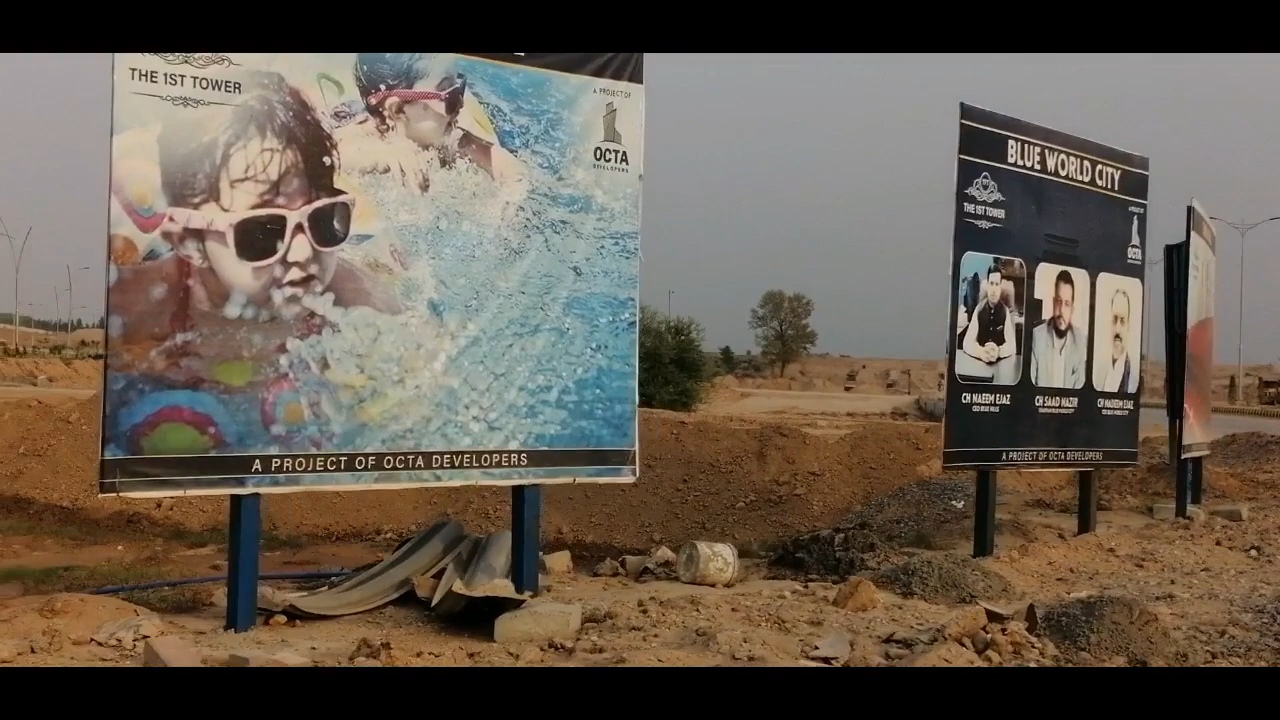 THE 1ST TOWER
A PROJECT OF
OCTA
DEVELOPERS
A PROJECT OF OCTA DEVELOPERS
BLUE WORLD CITY
THE 1ST TOWER
OCTA
CH NAEEM EJAZ
CH SAAD NAZIR
CH NADEEM EJAZ
A PROJECT OF OCTA DEVELOPERS